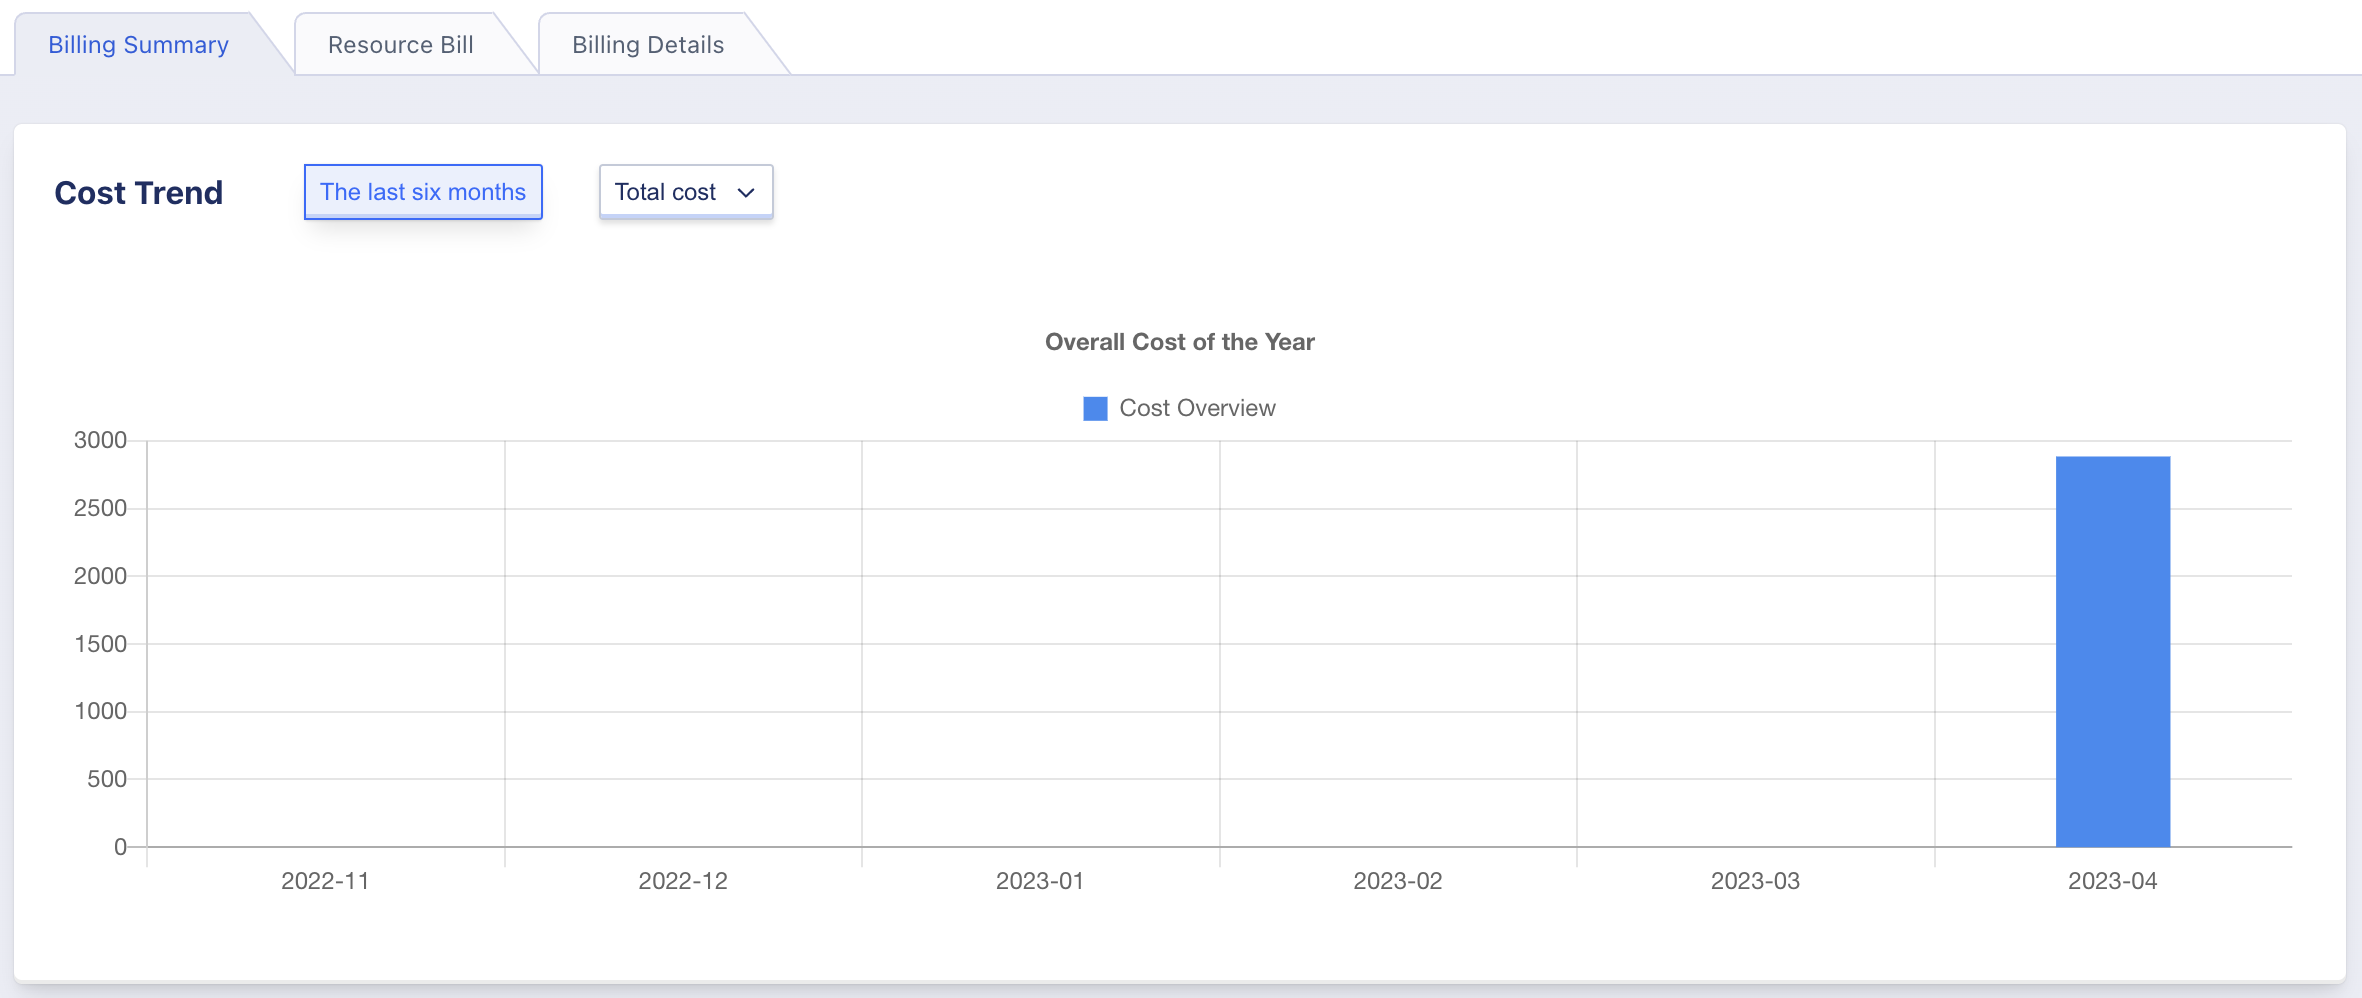 Billing Summary Resource Bill Billing Details
Cost Trend The last six months Total cost
Overall Cost of the Year
Cost Overview
3000
2500
2000
1500
1000
500
0
2022-11 2022-12 2023-01 2023-02 2023-03 2023-04